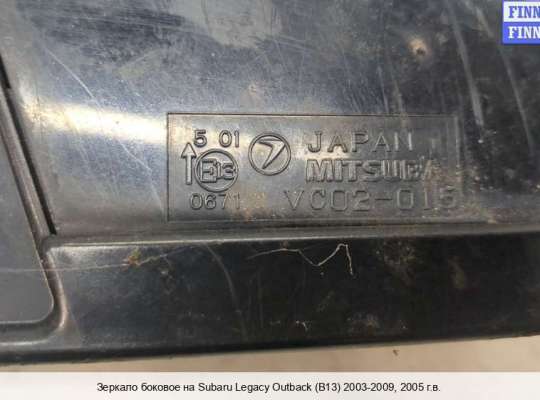 FINN
FINN
5 01
E13
0671
JAPAN
MITSUBA
VC02-015
Зеркало боковое на Subaru Legacy Outback (B13) 2003-2009, 2005 г.в.